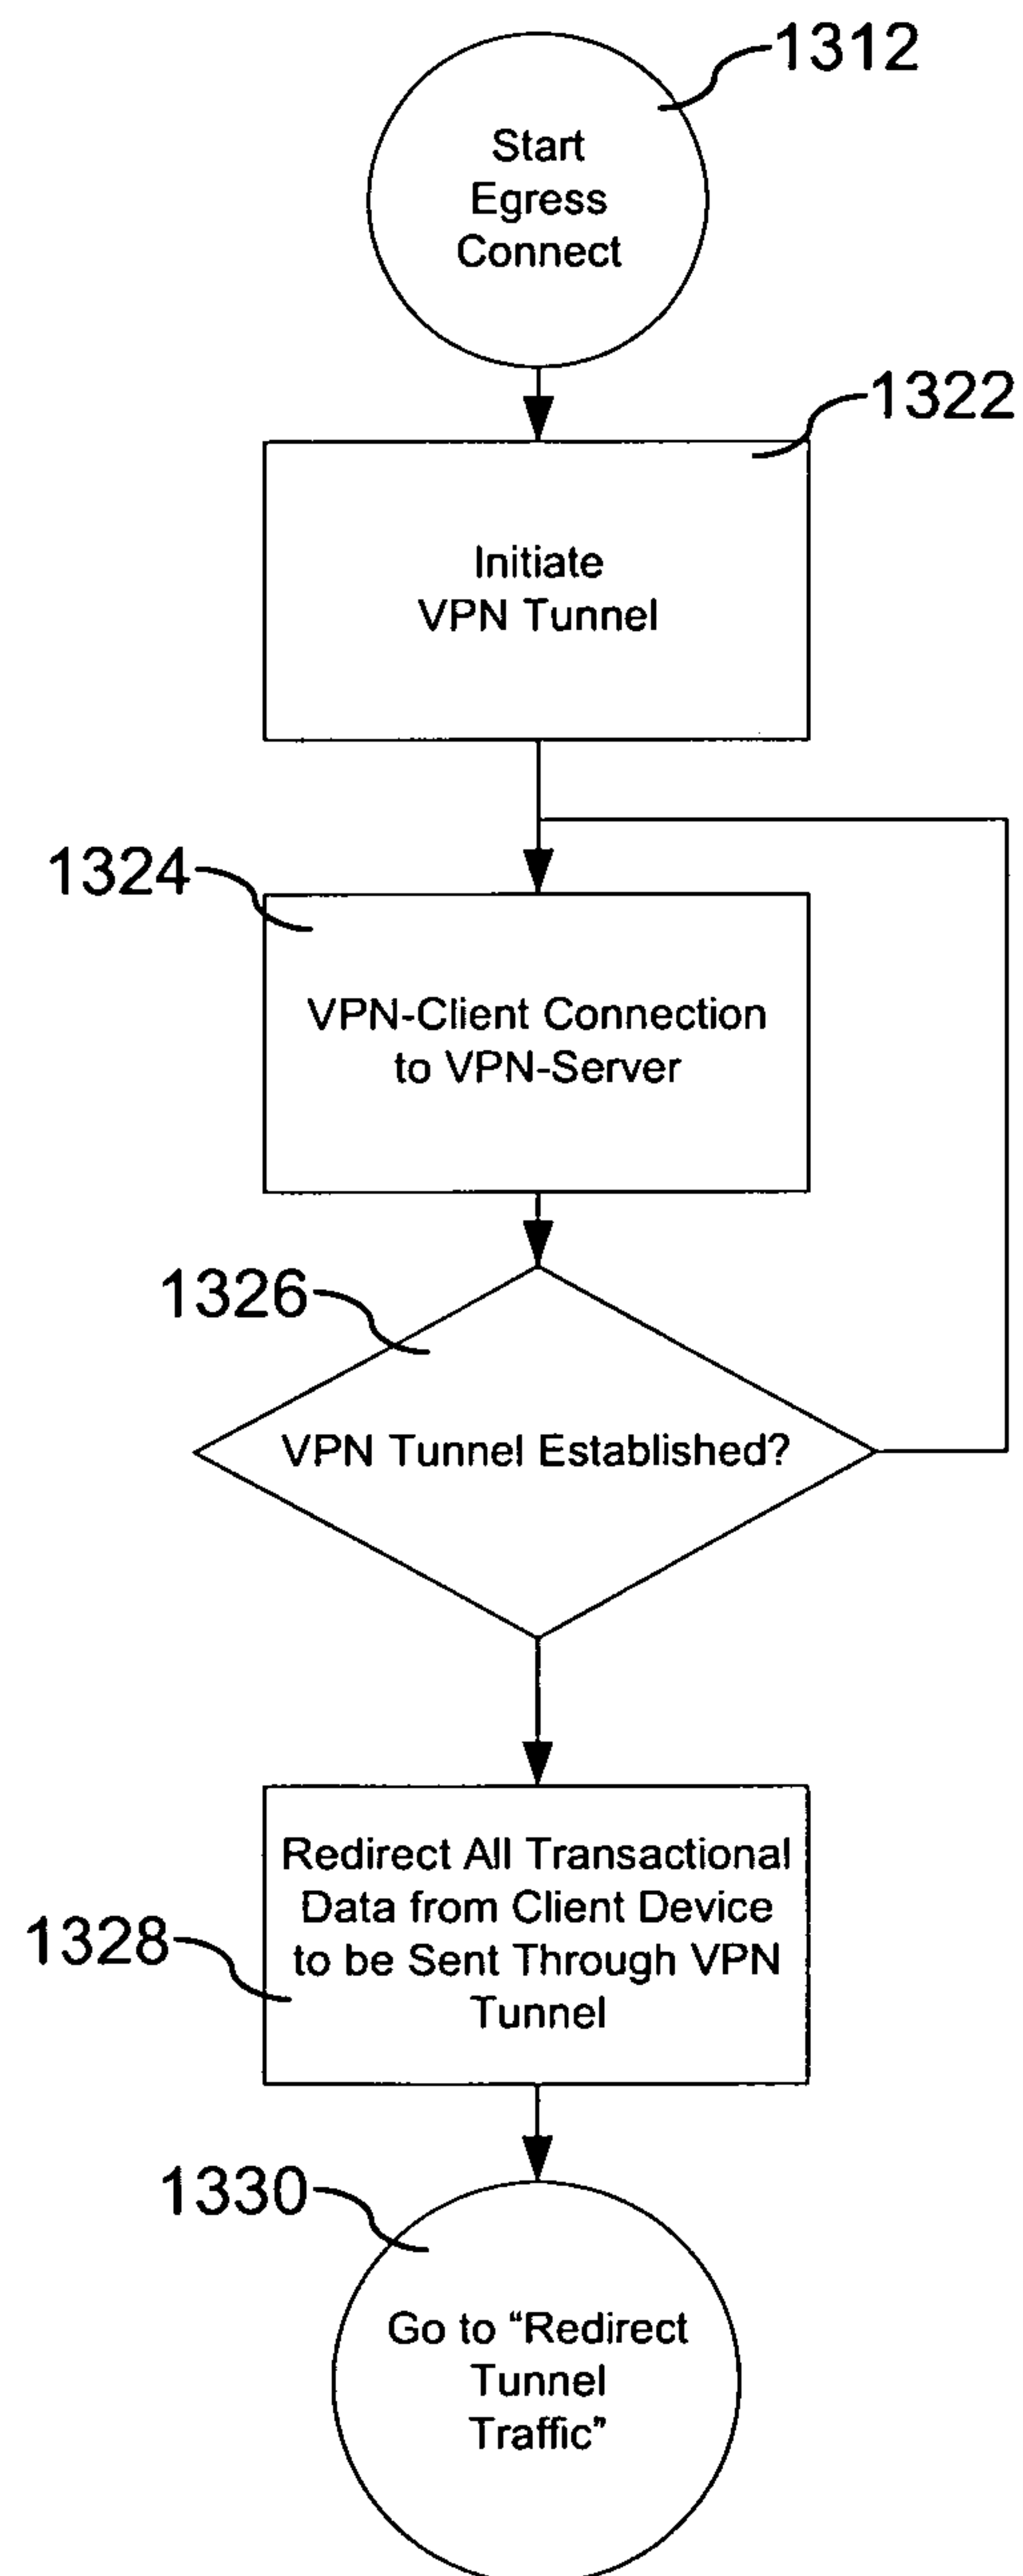 1312
Start
Egress
Connect
1322
Initiate
VPN Tunnel
1324
VPN-Client Connection
to VPN-Server
1326
VPN Tunnel Established?
Redirect All Transactional
Data from Client Device
to be Sent Through VPN
Tunnel
1328
1330
Go to “Redirect
Tunnel
Traffic”